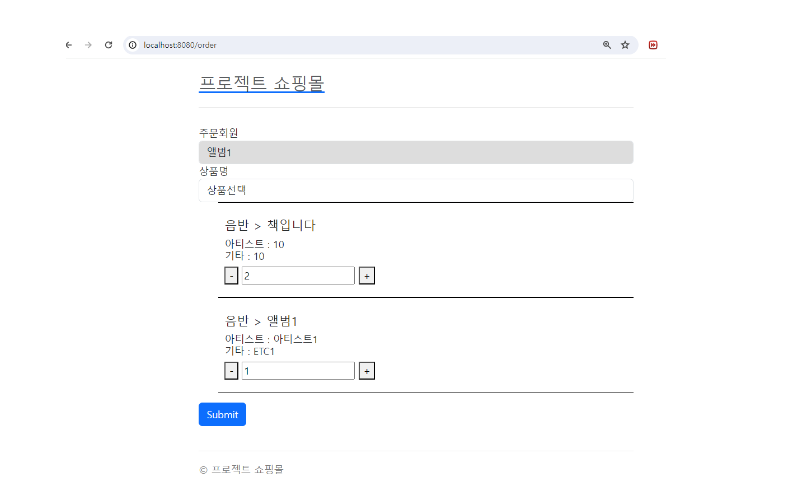 localhost:8080/order
프로젝트 쇼핑몰
주문회원
앨범1
상품명
상품선택
음반 > 책입니다
아티스트 : 10
기타 : 10
- 2 +
음반 > 앨범1
아티스트 : 아티스트1
기타 : ETC1
- 1 +
Submit
© 프로젝트 쇼핑몰